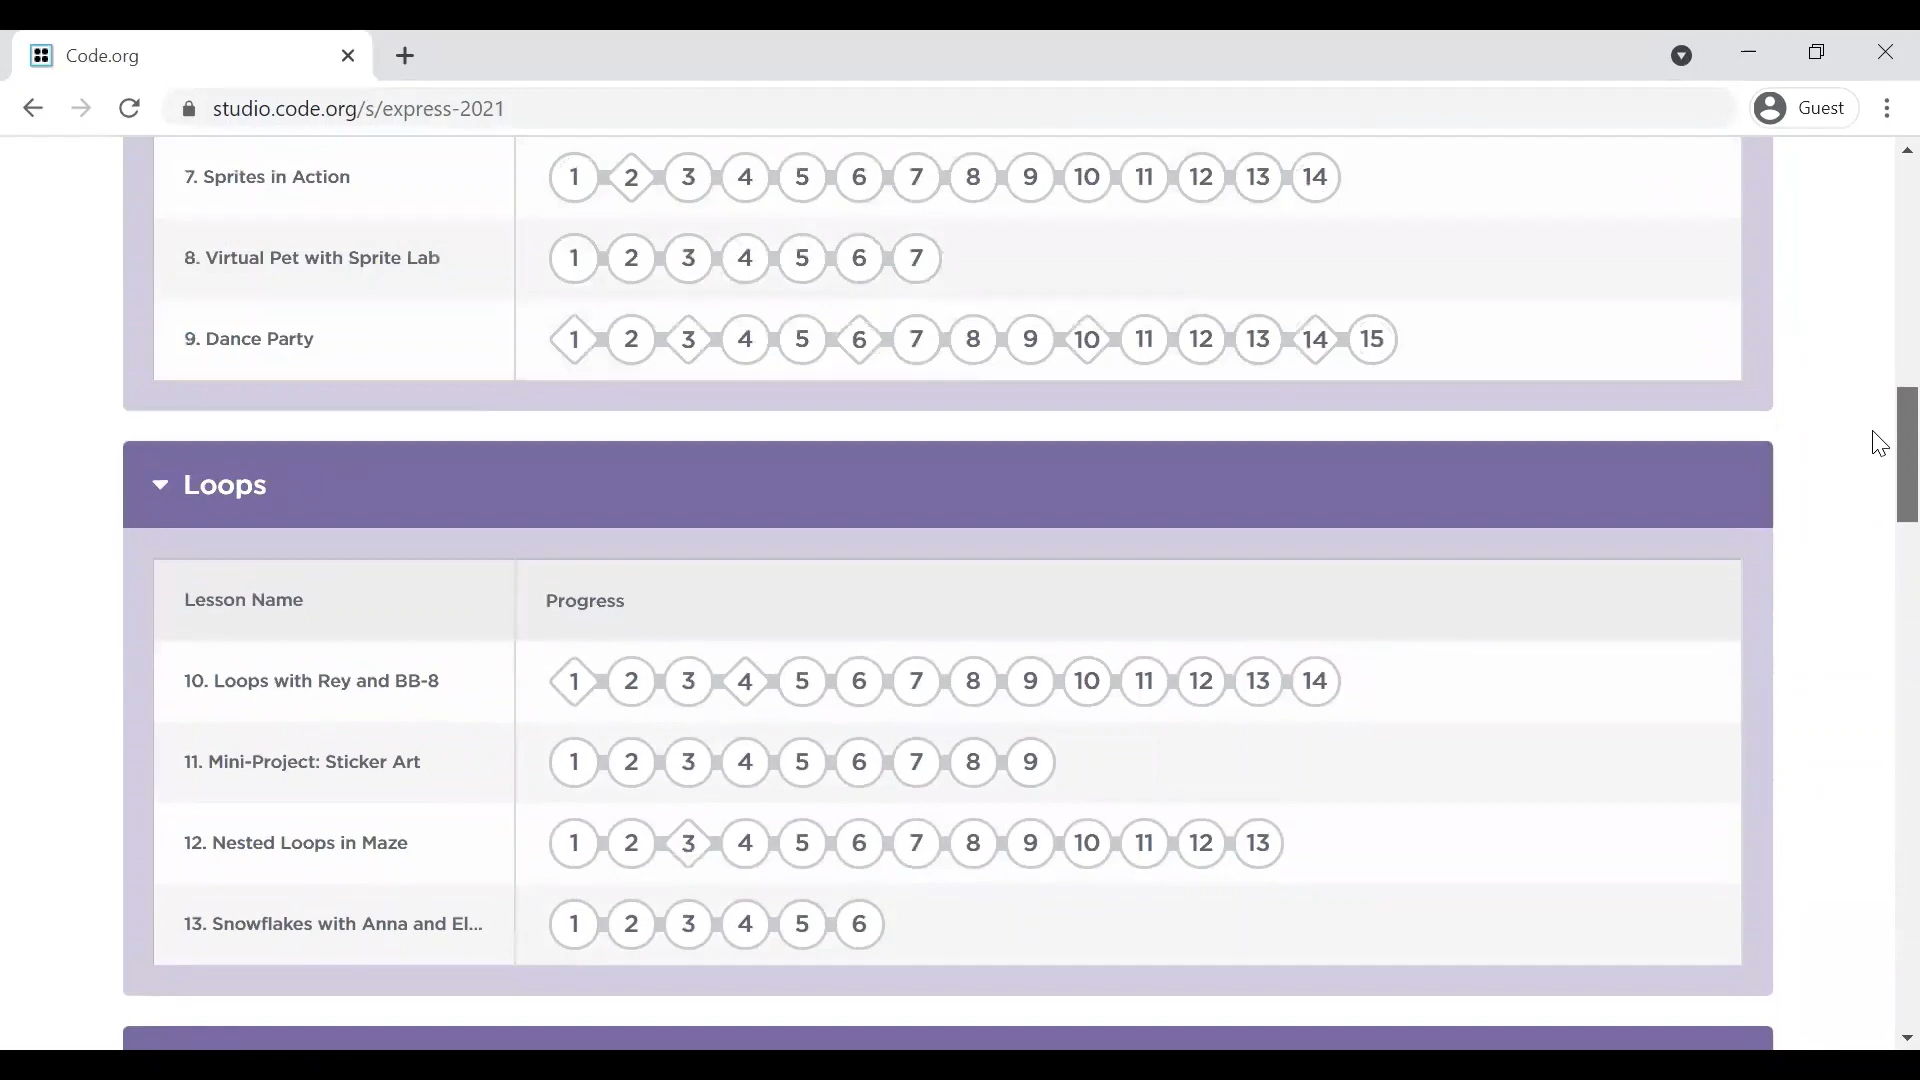 Code.org
studio.code.org/s/express-2021
Guest
7. Sprites in Action 1 2 3 4 5 6 7 8 9 10 11 12 13 14
8. Virtual Pet with Sprite Lab 1 2 3 4 5 6 7
9. Dance Party 1 2 3 4 5 6 7 8 9 10 11 12 13 14 15
Loops
Lesson Name Progress
10. Loops with Rey and BB-8 1 2 3 4 5 6 7 8 9 10 11 12 13 14
11. Mini-Project: Sticker Art 1 2 3 4 5 6 7 8 9
12. Nested Loops in Maze 1 2 3 4 5 6 7 8 9 10 11 12 13
13. Snowflakes with Anna and El... 1 2 3 4 5 6